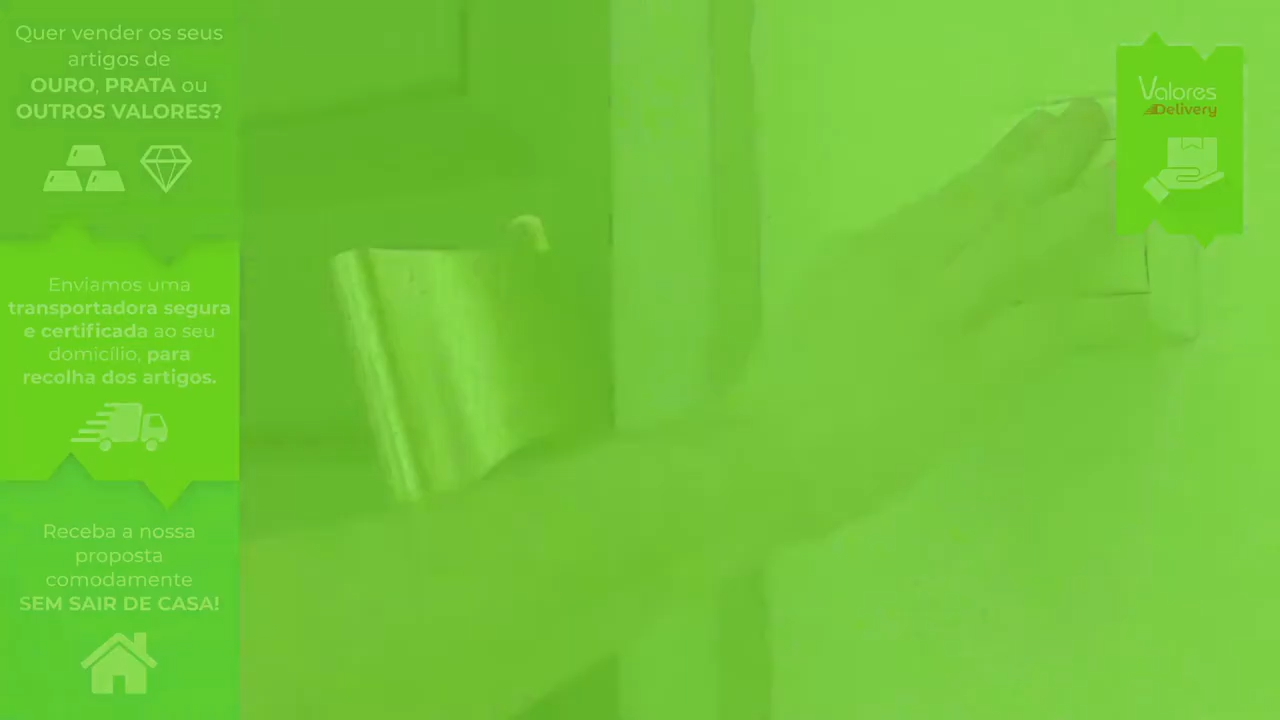 Quer vender os seus
artigos de
OURO, PRATA ou
OUTROS VALORES?
Enviamos uma
transportadora segura
e certificada ao seu
domicílio, para
recolha dos artigos.
Receba a nossa
proposta
comodamente
SEM SAIR DE CASA!
Valores
Delivery